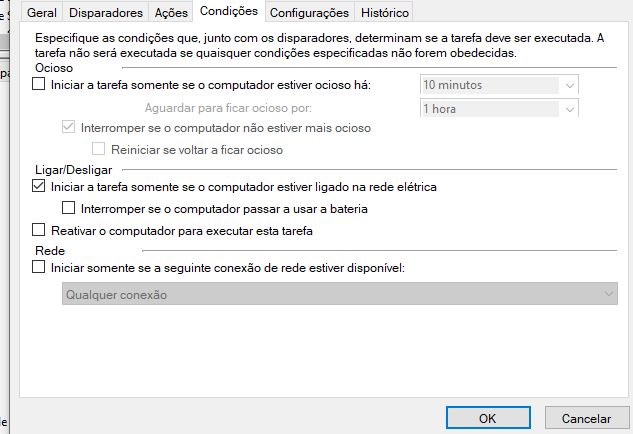 Geral Disparadores Ações Condições Configurações Histórico
Especifique as condições que, junto com os disparadores, determinam se a tarefa deve ser executada. A
tarefa não será executada se quaisquer condições especificadas não forem obedecidas.
Ocioso
Iniciar a tarefa somente se o computador estiver ocioso há: 10 minutos
Aguardar para ficar ocioso por: 1 hora
Interromper se o computador não estiver mais ocioso
Reiniciar se voltar a ficar ocioso
Ligar/Desligar
Iniciar a tarefa somente se o computador estiver ligado na rede elétrica
Interromper se o computador passar a usar a bateria
Reativar o computador para executar esta tarefa
Rede
Iniciar somente se a seguinte conexão de rede estiver disponível:
Qualquer conexão
OK Cancelar